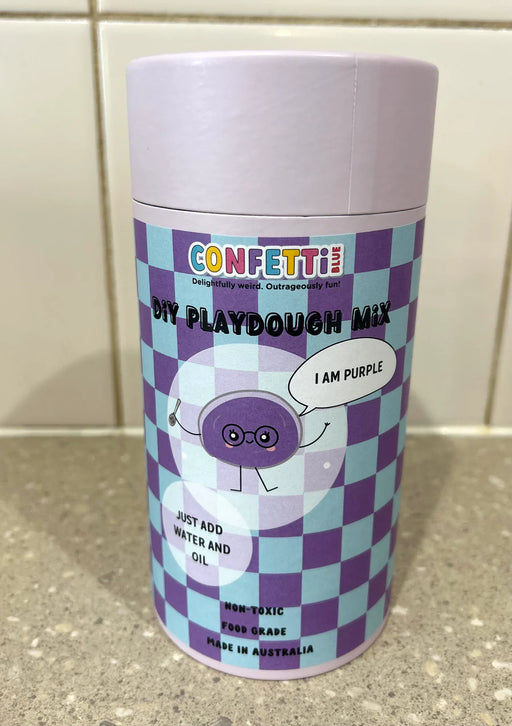 CONFETTi
BLUE
Delightfully weird. Outrageously fun!
DiY PLAYDOUGH MiX
I AM PURPLE
JUST ADD
WATER AND
OIL
NON-TOXIC
FOOD GRADE
MADE IN AUSTRALIA